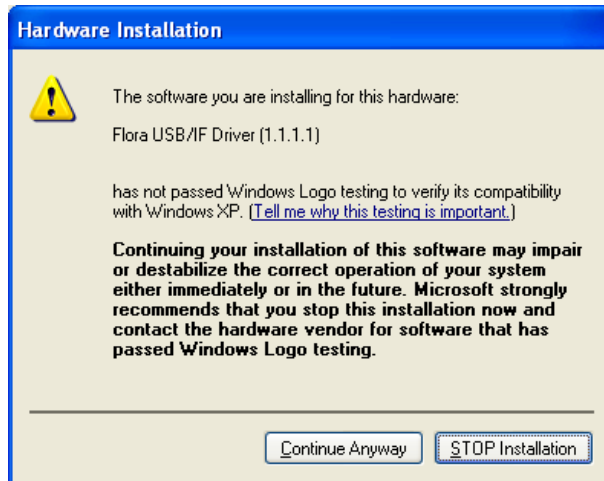 Hardware Installation
The software you are installing for this hardware:
Flora USB/IF Driver (1.1.1.1)
has not passed Windows Logo testing to verify its compatibility
with Windows XP. (Tell me why this testing is important.)
Continuing your installation of this software may impair
or destabilize the correct operation of your system
either immediately or in the future. Microsoft strongly
recommends that you stop this installation now and
contact the hardware vendor for software that has
passed Windows Logo testing.
Continue Anyway
STOP Installation